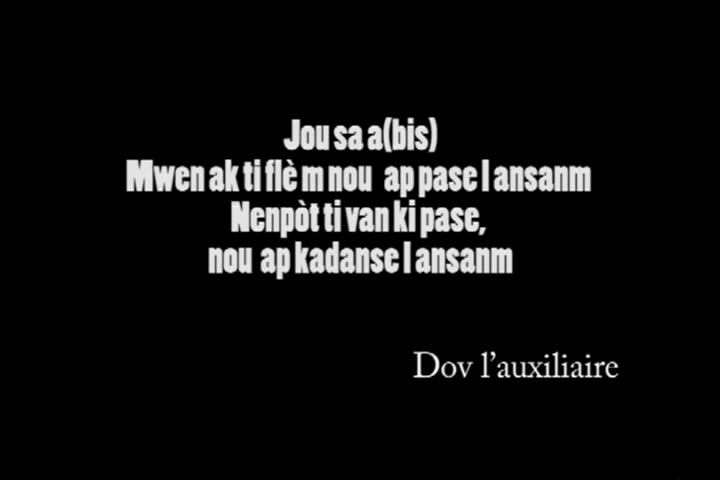 Jou sa a(bis)
Mwen ak ti flè m nou ap pase l ansanm
Nenpòt ti van ki pase,
nou ap kadanse l ansanm
Dov l'auxiliaire